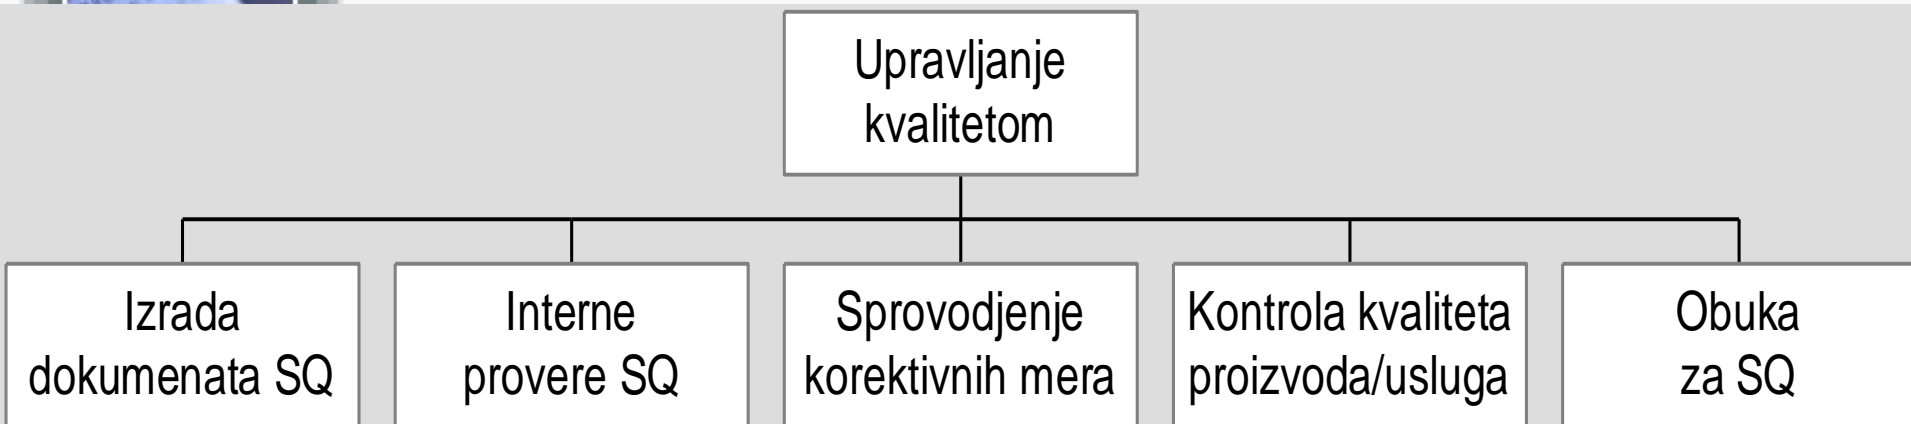 Upravljanje
kvalitetom
Izrada
dokumenata SQ
Interne
provere SQ
Sprovodjenje
korektivnih mera
Kontrola kvaliteta
proizvoda/usluga
Obuka
za SQ